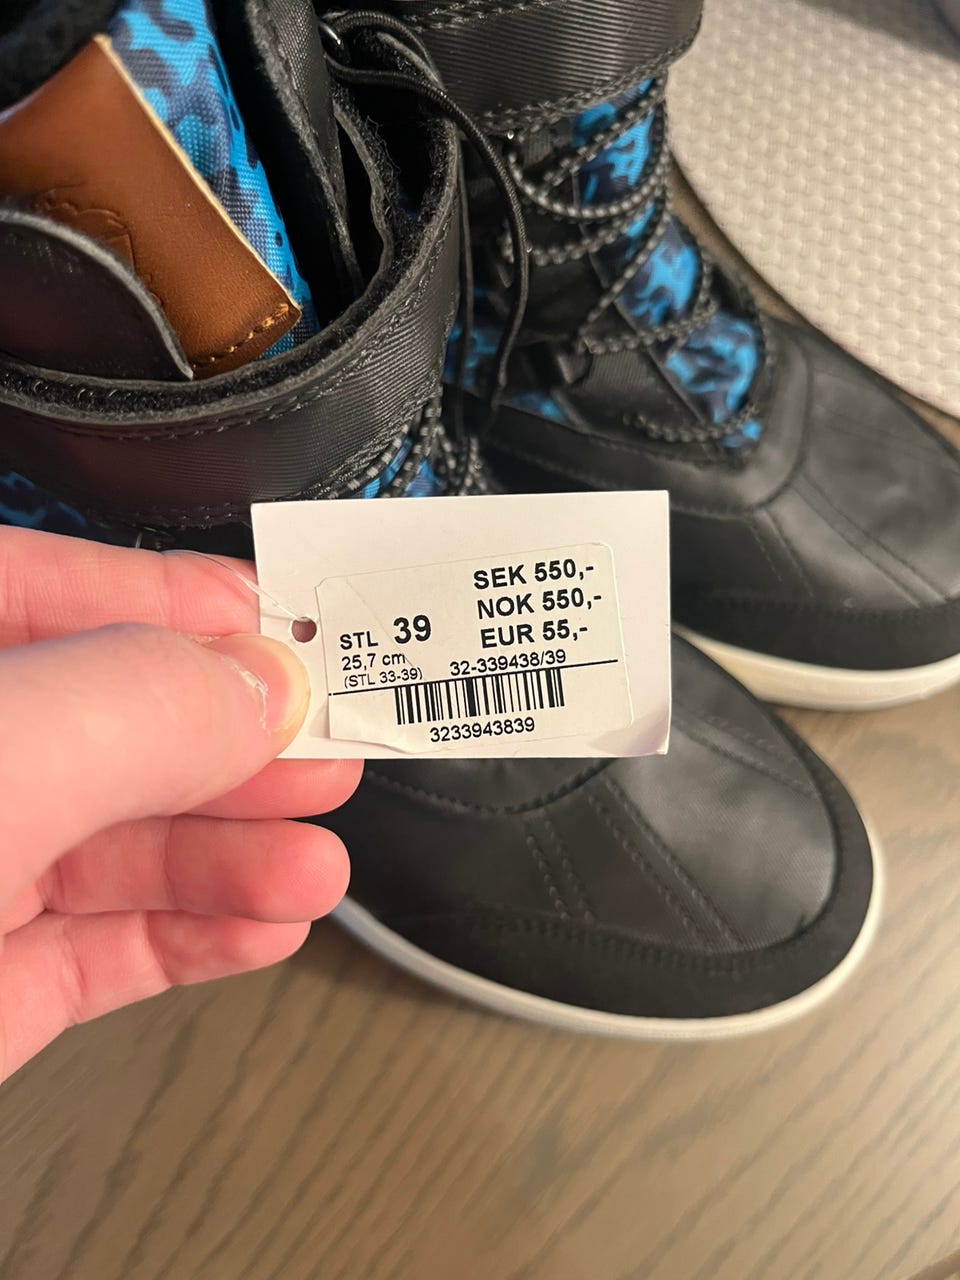 SEK 550,-
NOK 550,-
EUR 55,-
STL 39
25,7 cm
(STL 33-39)
32-339438/39
3233943839